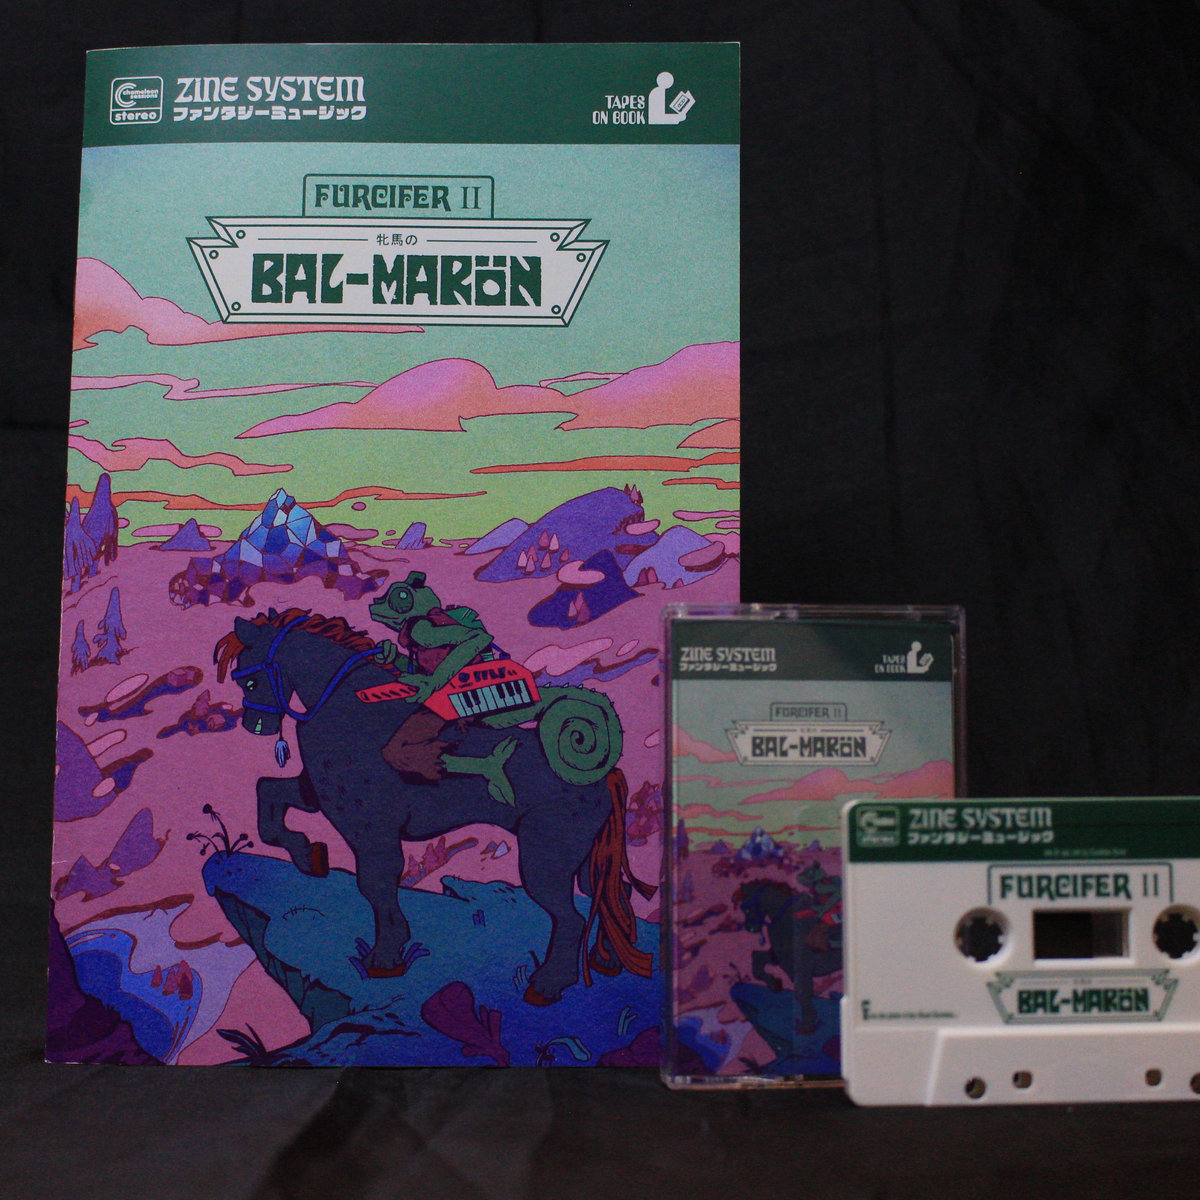 chameleon
sessions
stereo
ZINE SYSTEM
ファンタジーミュージック
TAPES
ON BOOK
FURCIFER II
牝馬の
BAL-MARÖN
ZINE SYSTEM
ファンタジーミュージック
TAPES
ON BOOK
FURCIFER II
BAL-MARÖN
stereo
ZINE SYSTEM
ファンタジーミュージック
FURCIFER II
BAL-MARÖN